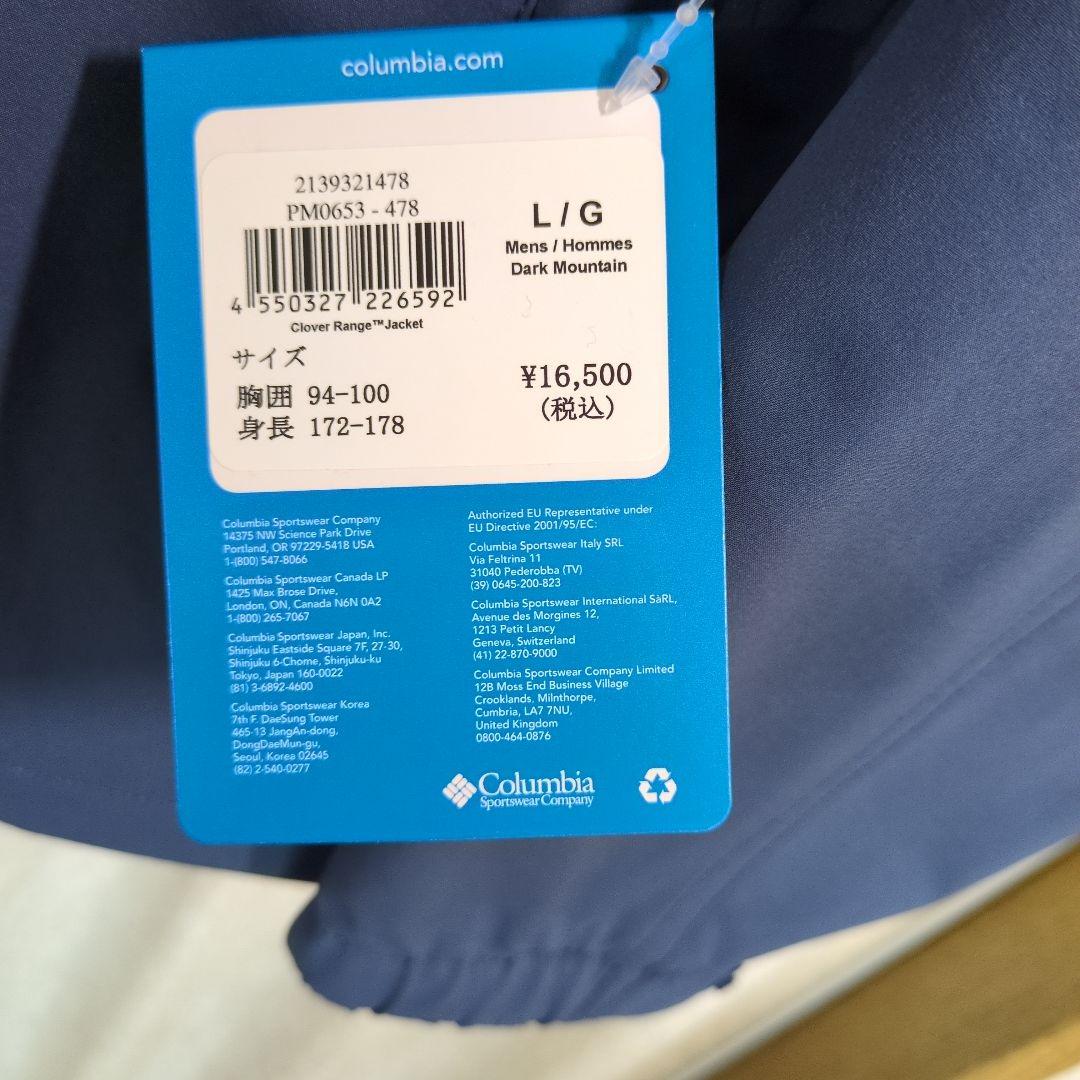 columbia.com
2139321478
PM0653 - 478
4 550327 226592
Clover Range™Jacket
サイズ
胸囲 94-100
身長 172-178
L / G
Mens / Hommes
Dark Mountain
¥16,500
(税込)
Columbia Sportswear Company
14375 NW Science Park Drive
Portland, OR 97229-5418 USA
1-(800) 547-8066
Columbia Sportswear Canada LP
1425 Max Brose Drive,
London, ON, Canada N6N 0A2
1-(800) 265-7067
Columbia Sportswear Japan, Inc.
Shinjuku Eastside Square 7F, 27-30,
Shinjuku 6-Chome, Shinjuku-ku
Tokyo, Japan 160-0022
(81) 3-6892-4600
Columbia Sportswear Korea
7th F. DaeSung Tower
465-13 JangAn-dong,
DongDaeMun-gu,
Seoul, Korea 02645
(82) 2-540-0277
Authorized EU Representative under
EU Directive 2001/95/EC:
Columbia Sportswear Italy SRL
Via Feltrina 11
31040 Pederobba (TV)
(39) 0645-200-823
Columbia Sportswear International SàRL,
Avenue des Morgines 12,
1213 Petit Lancy
Geneva, Switzerland
(41) 22-870-9000
Columbia Sportswear Company Limited
12B Moss End Business Village
Crooklands, Milnthorpe,
Cumbria, LA7 7NU,
United Kingdom
0800-464-0876
Columbia
Sportswear Company